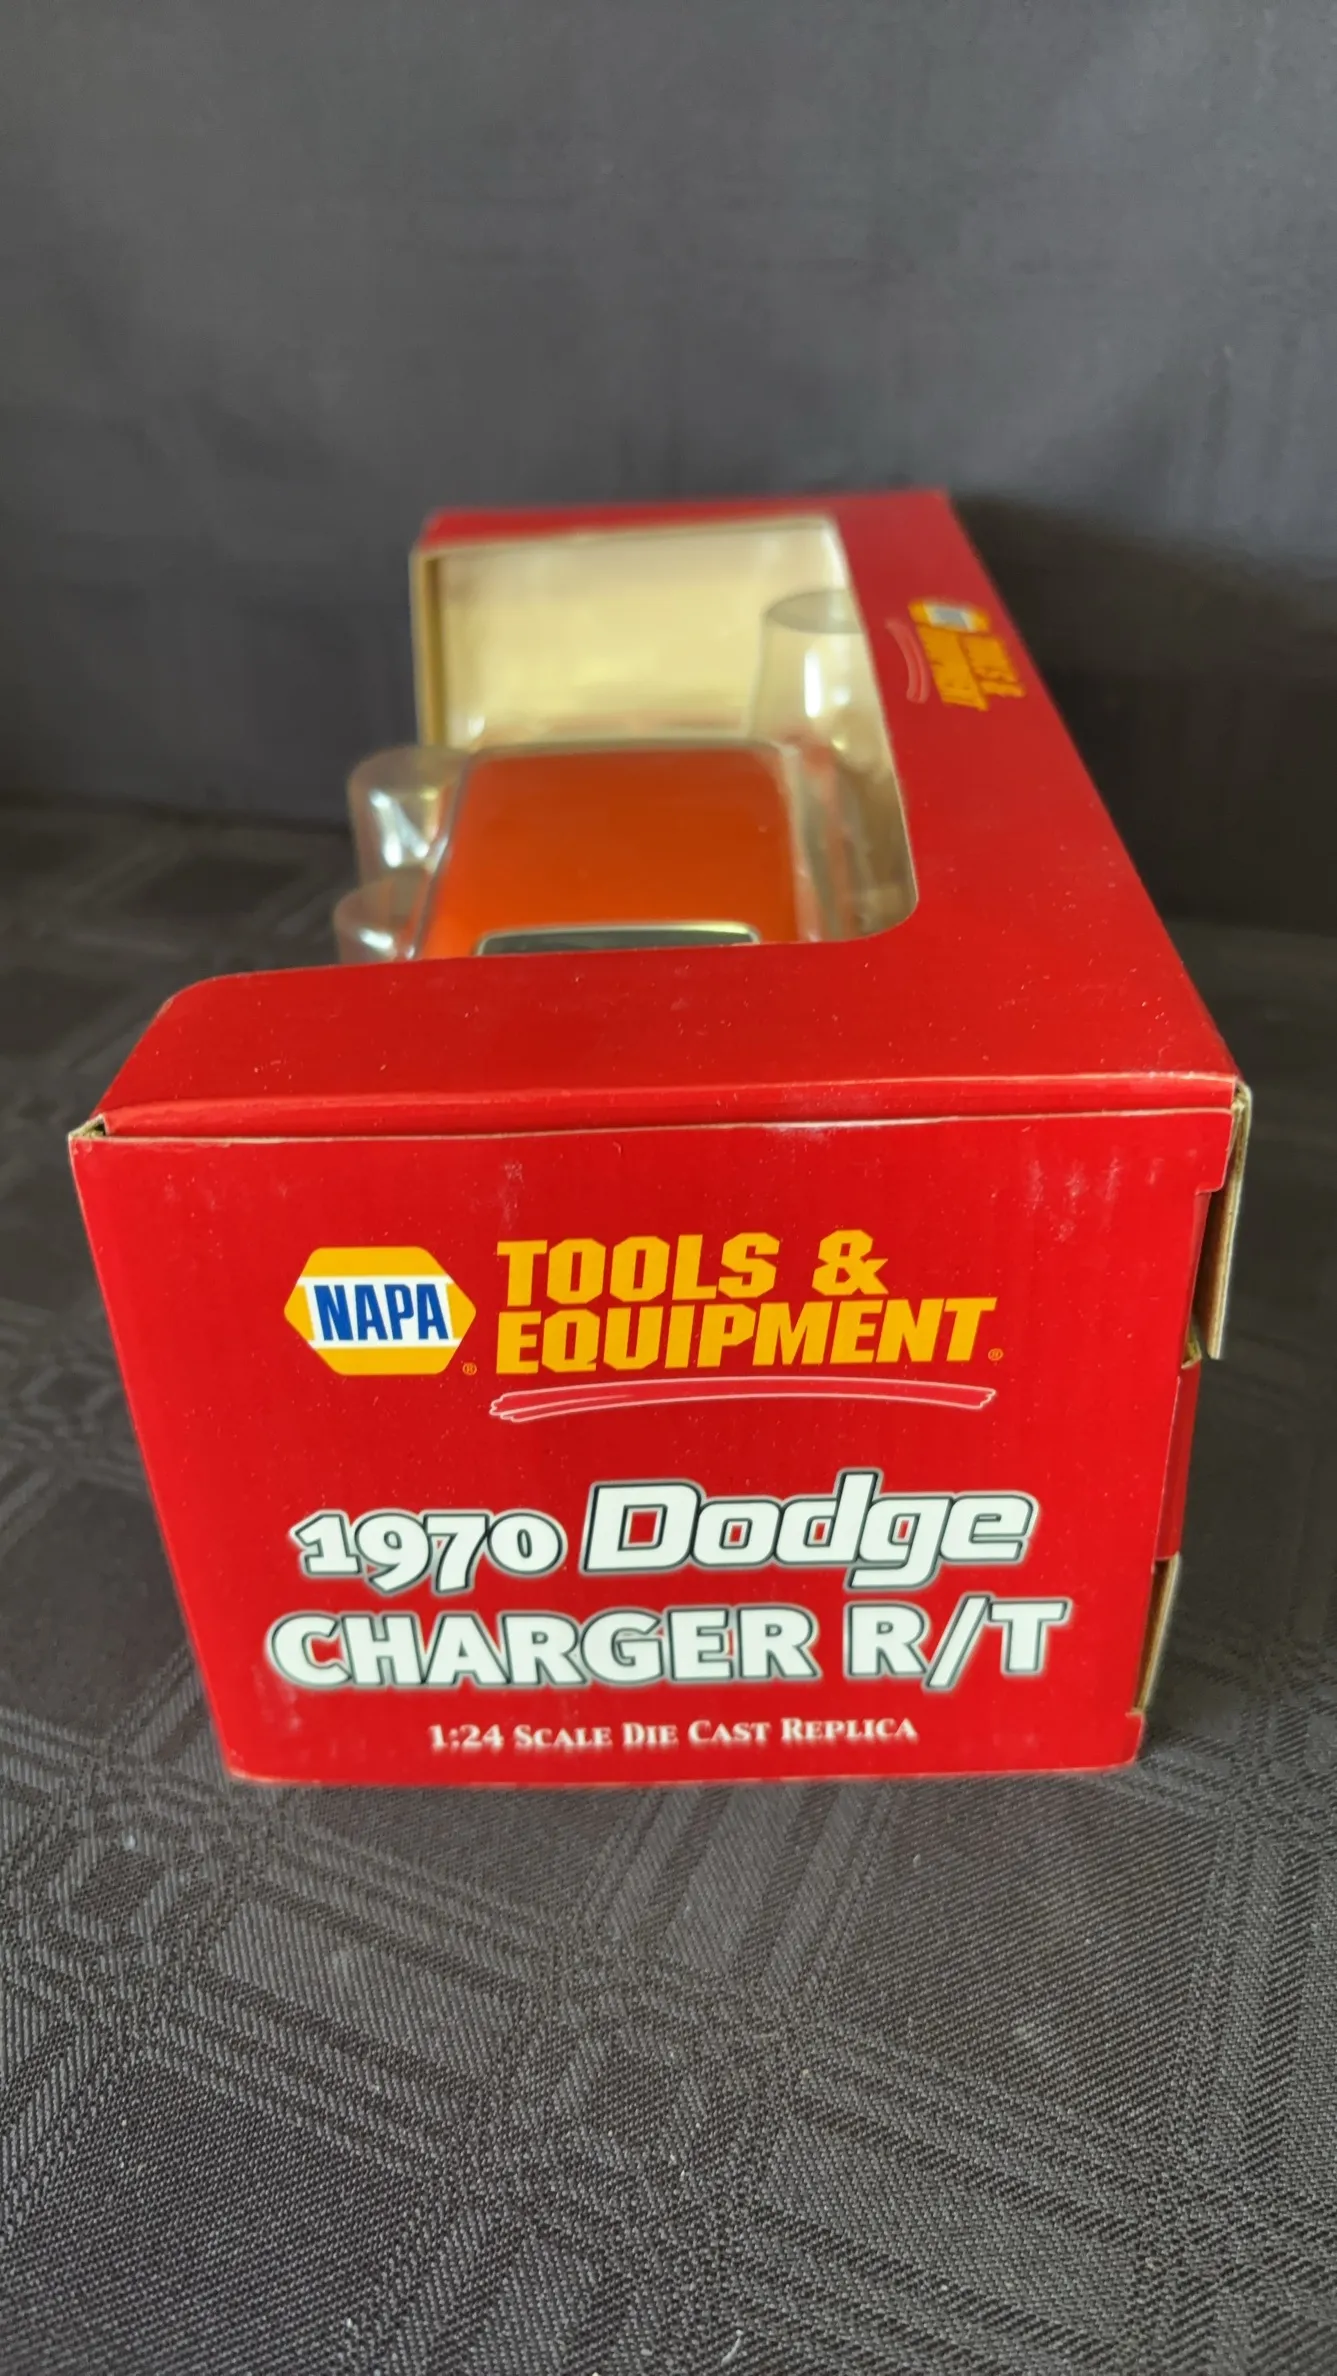 NAPA
TOOLS &
EQUIPMENT
1970 Dodge
CHARGER R/T
1:24 SCALE DIE CAST REPLICA